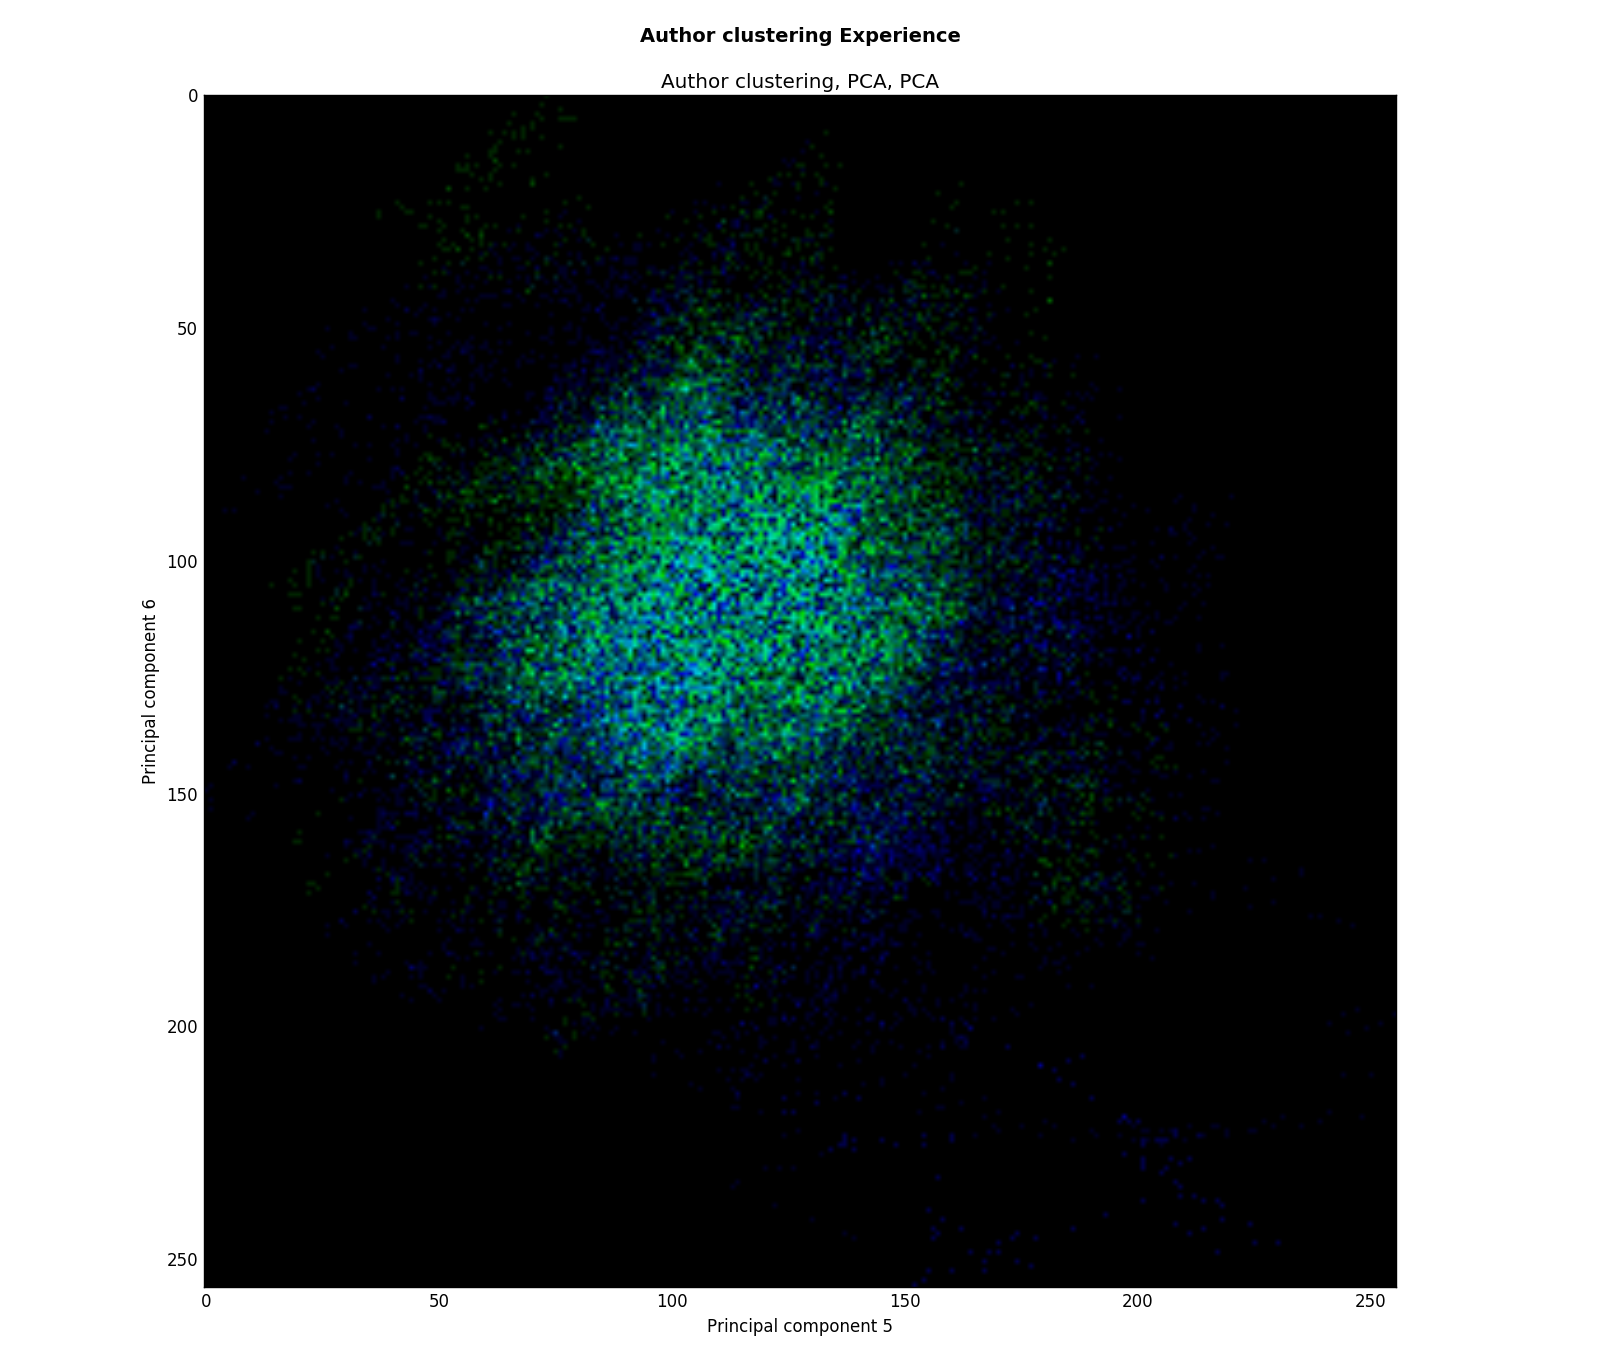 Author clustering Experience
Author clustering, PCA, PCA
0
50
100
150
200
250
Principal component 6
0 50 100 150 200 250
Principal component 5